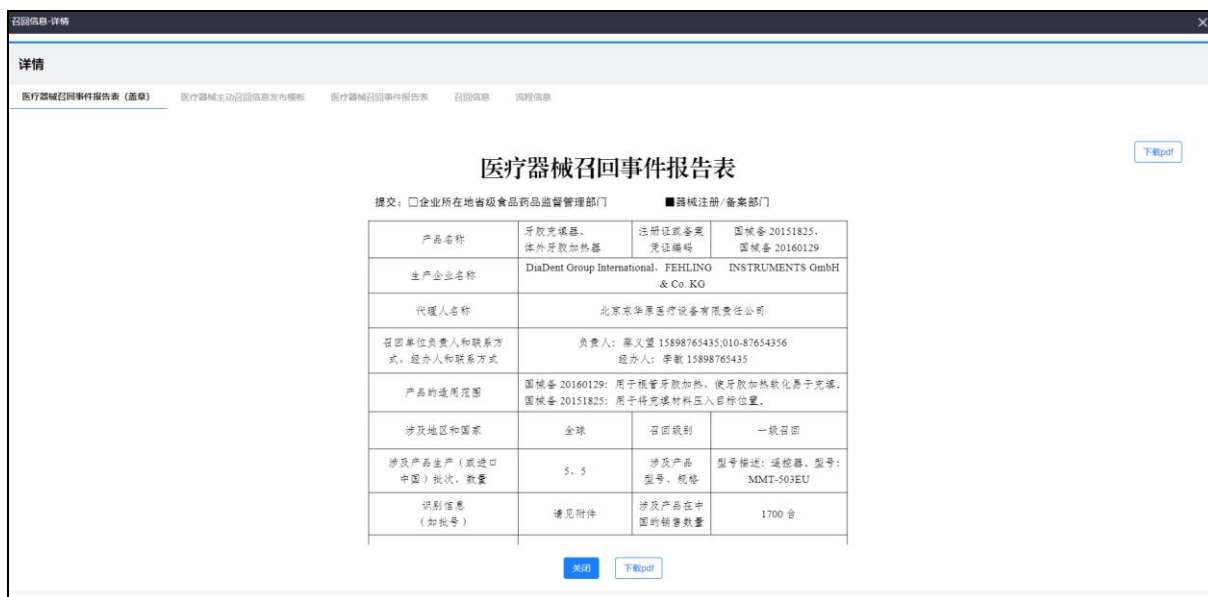 召回信息-详情
详情
医疗器械召回事件报告表（盖章） 医疗器械主动召回信息发布模板 医疗器械召回事件报告表 召回信息 流程信息
下载pdf
医疗器械召回事件报告表
提交：□企业所在地省级食品药品监督管理部门 ■器械注册/备案部门
产品名称 牙胶充填器、 注册证或备案 国械备 20151825、
体外牙胶加热器 凭证编码 国械备 20160129
生产企业名称 DiaDent Group International、FEHLING INSTRUMENTS GmbH
& Co. KG
代理人名称 北京东华原医疗设备有限责任公司
召回单位负责人和联系方 负责人：蔡义望 15898765435;010-87654356
式、经办人和联系方式 经办人：李敏 15898765435
产品的适用范围 国械备 20160129：用于根管牙胶加热，使牙胶加热软化易于充填。
国械备 20151825：用于将充填材料压入目标位置。
涉及地区和国家 全球 召回级别 一级召回
涉及产品生产（或进口 5、5 涉及产品 型号描述：遥控器，型号：
中国）批次、数量 型号、规格 MMT-503EU
识别信息 请见附件 涉及产品在中 1700 台
（如批号） 国的销售数量
关闭 下载pdf